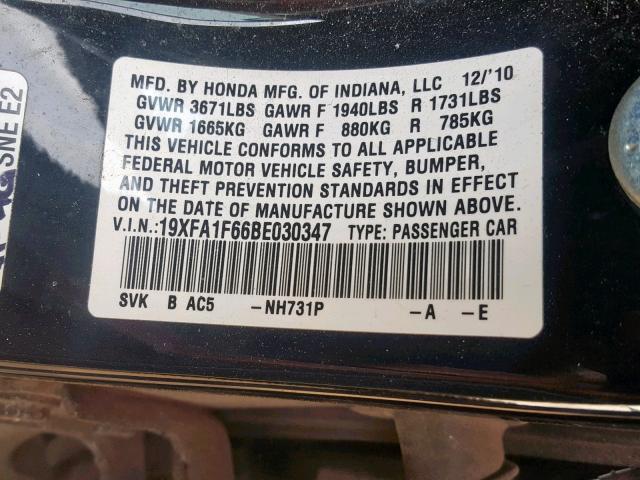 MFD. BY HONDA MFG. OF INDIANA, LLC 12/'10
GVWR 3671LBS GAWR F 1940LBS R 1731LBS
GVWR 1665KG GAWR F 880KG R 785KG
THIS VEHICLE CONFORMS TO ALL APPLICABLE
FEDERAL MOTOR VEHICLE SAFETY, BUMPER,
AND THEFT PREVENTION STANDARDS IN EFFECT
ON THE DATE OF MANUFACTURE SHOWN ABOVE.
V.I.N.:19XFA1F66BE030347 TYPE: PASSENGER CAR
SVK B AC5 -NH731P -A -E
SNE E2